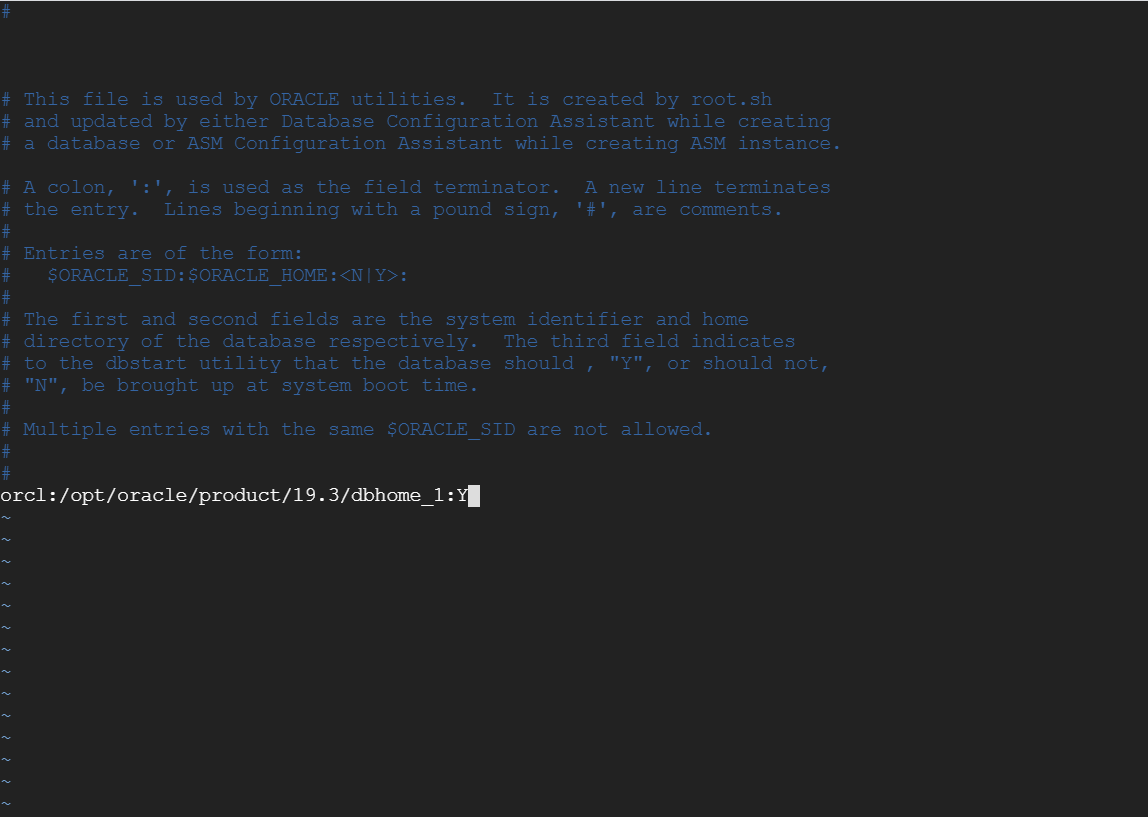 #
# This file is used by ORACLE utilities.  It is created by root.sh
# and updated by either Database Configuration Assistant while creating
# a database or ASM Configuration Assistant while creating ASM instance.
# A colon, ':', is used as the field terminator.  A new line terminates
# the entry.  Lines beginning with a pound sign, '#', are comments.
#
# Entries are of the form:
#   $ORACLE_SID:$ORACLE_HOME:<N|Y>:
#
# The first and second fields are the system identifier and home
# directory of the database respectively.  The third field indicates
# to the dbstart utility that the database should , "Y", or should not,
# "N", be brought up at system boot time.
#
# Multiple entries with the same $ORACLE_SID are not allowed.
#
#
orcl:/opt/oracle/product/19.3/dbhome_1:Y
~
~
~
~
~
~
~
~
~
~
~
~
~
~